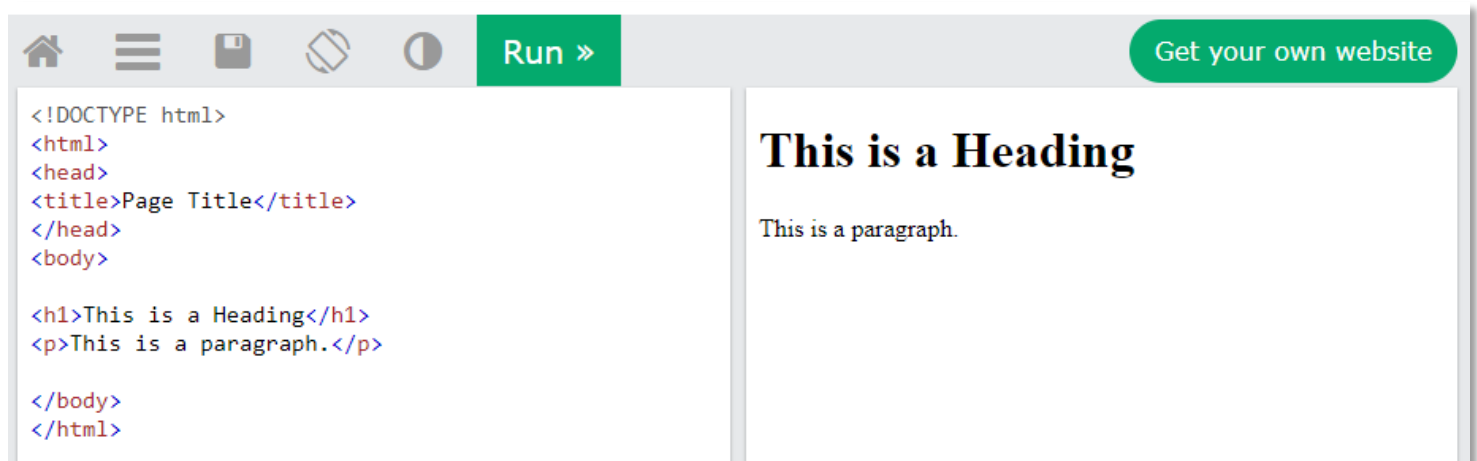 Run »
Get your own website
<!DOCTYPE html>
<html>
<head>
<title>Page Title</title>
</head>
<body>
<h1>This is a Heading</h1>
<p>This is a paragraph.</p>
</body>
</html>
This is a Heading
This is a paragraph.